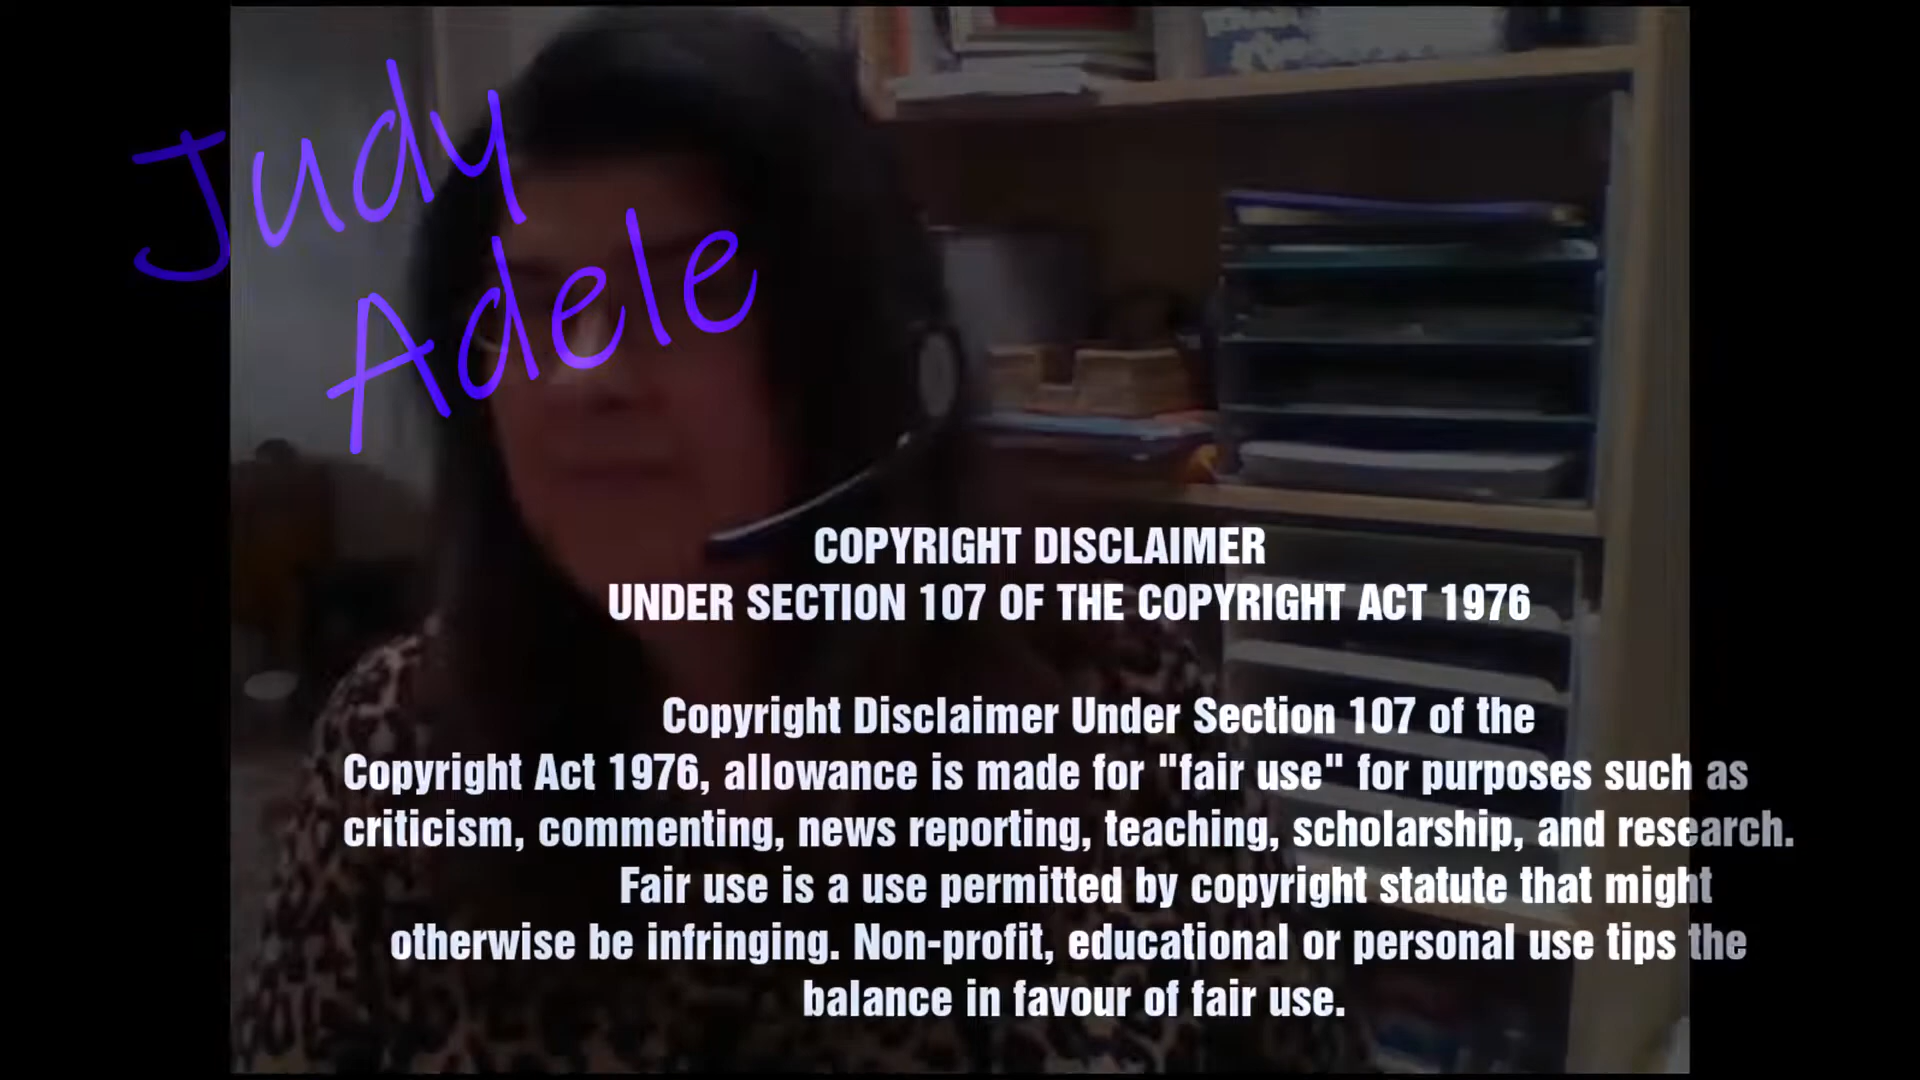 Judy
Adele
COPYRIGHT DISCLAIMER
UNDER SECTION 107 OF THE COPYRIGHT ACT 1976
Copyright Disclaimer Under Section 107 of the
Copyright Act 1976, allowance is made for "fair use" for purposes such as
criticism, commenting, news reporting, teaching, scholarship, and research.
Fair use is a use permitted by copyright statute that might
otherwise be infringing. Non-profit, educational or personal use tips the
balance in favour of fair use.